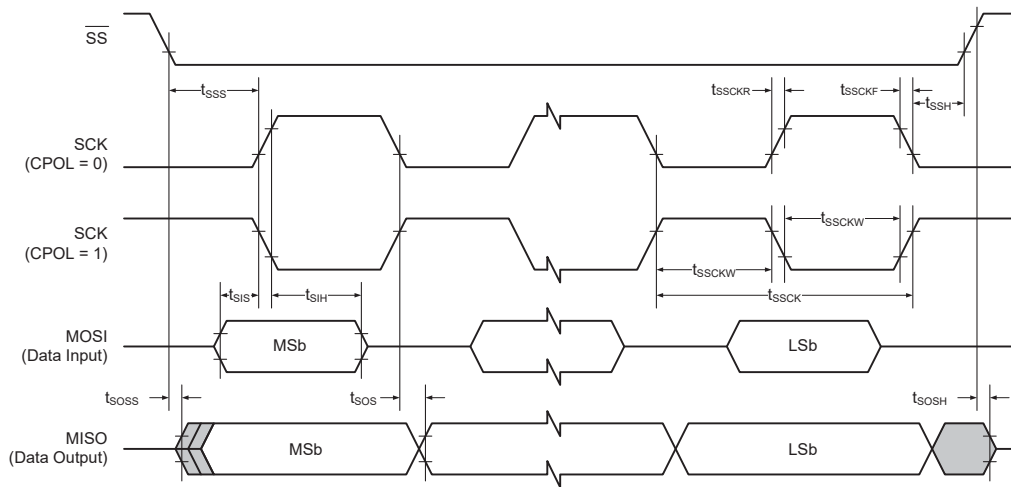 SS
tSSS
tSSCKR
tSSCKF
tSSH
SCK
(CPOL = 0)
SCK
(CPOL = 1)
tSSCKW
tSSCKW
tSSCK
tSIS
tSIH
MOSI
(Data Input)
MSb
LSb
tSOSS
tSOS
tSOSH
MISO
(Data Output)
MSb
LSb